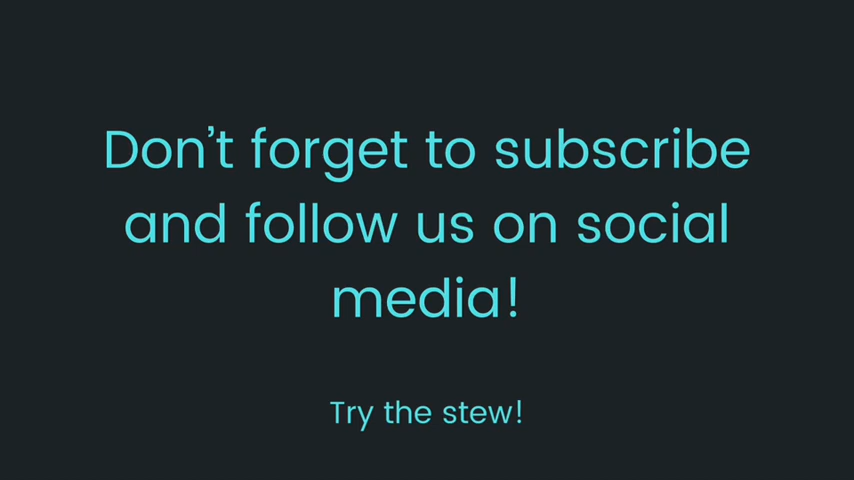 Don’t forget to subscribe
and follow us on social
media!
Try the stew!